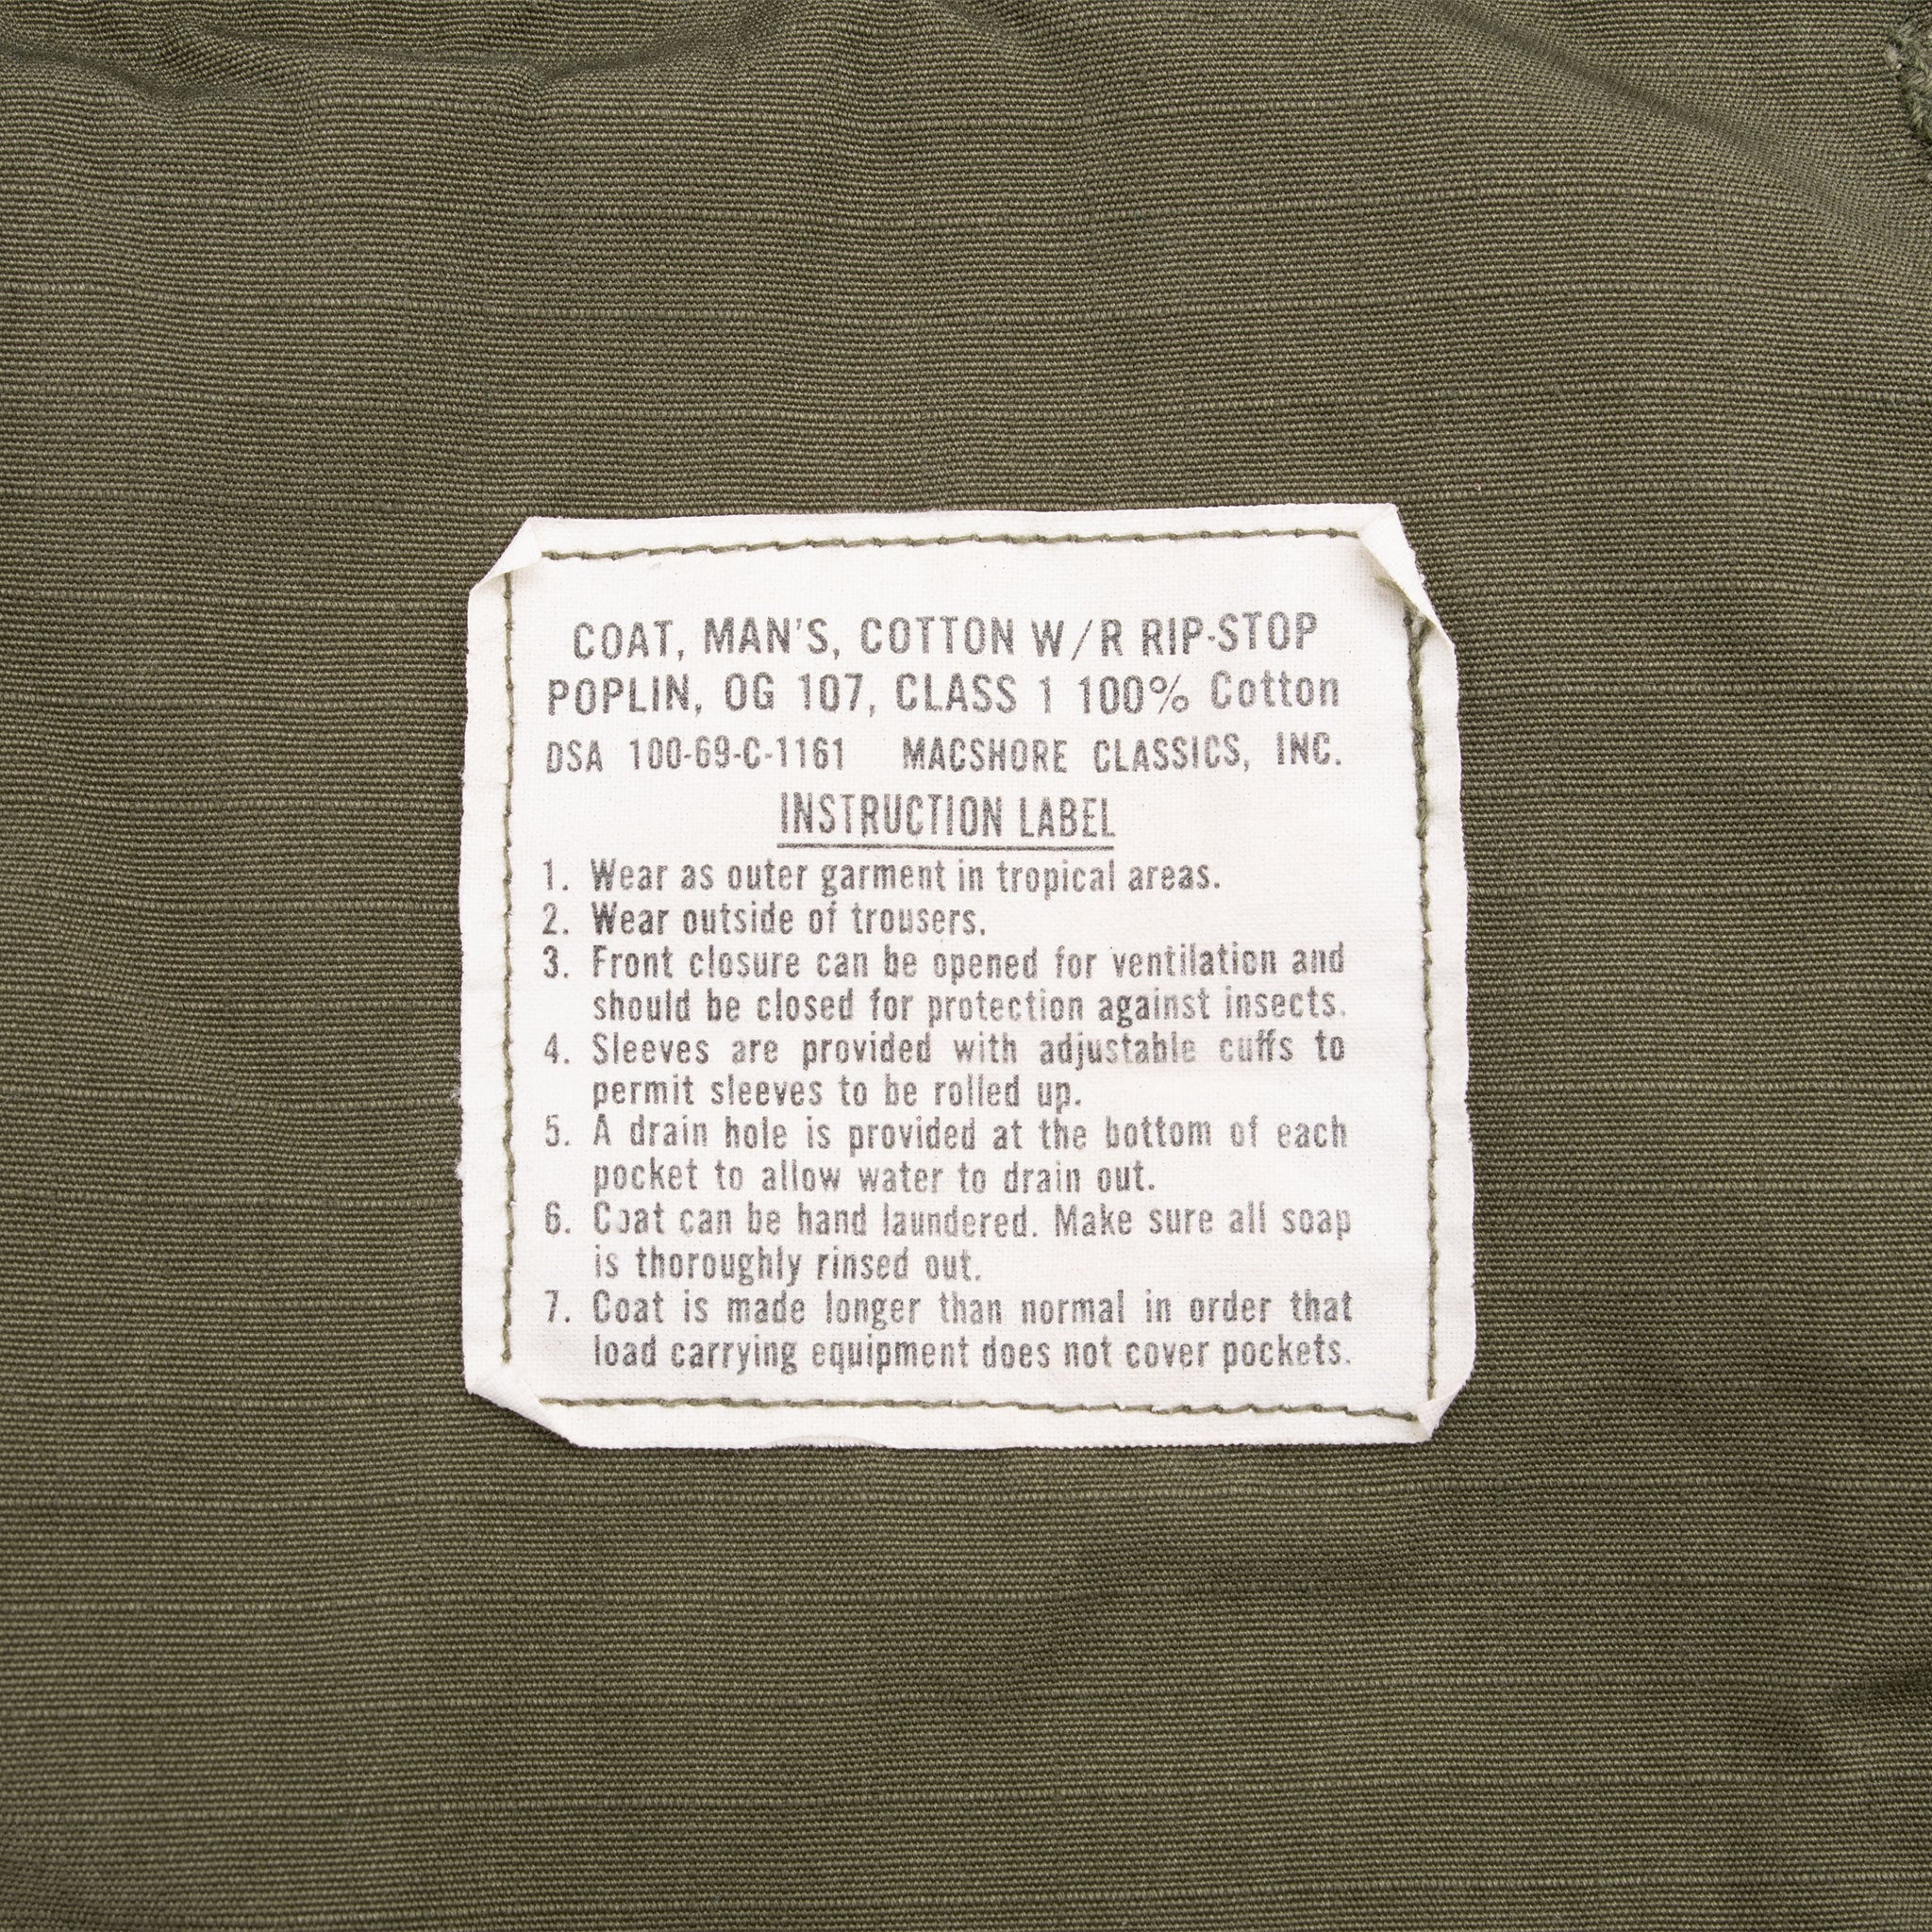 COAT, MAN'S, COTTON W/R RIP-STOP
POPLIN, OG 107, CLASS 1 100% Cotton
DSA 100-69-C-1161 MACSHORE CLASSICS, INC.
INSTRUCTION LABEL
1. Wear as outer garment in tropical areas.
2. Wear outside of trousers.
3. Front closure can be opened for ventilation and
should be closed for protection against insects.
4. Sleeves are provided with adjustable cuffs to
permit sleeves to be rolled up.
5. A drain hole is provided at the bottom of each
pocket to allow water to drain out.
6. Coat can be hand laundered. Make sure all soap
is thoroughly rinsed out.
7. Coat is made longer than normal in order that
load carrying equipment does not cover pockets.